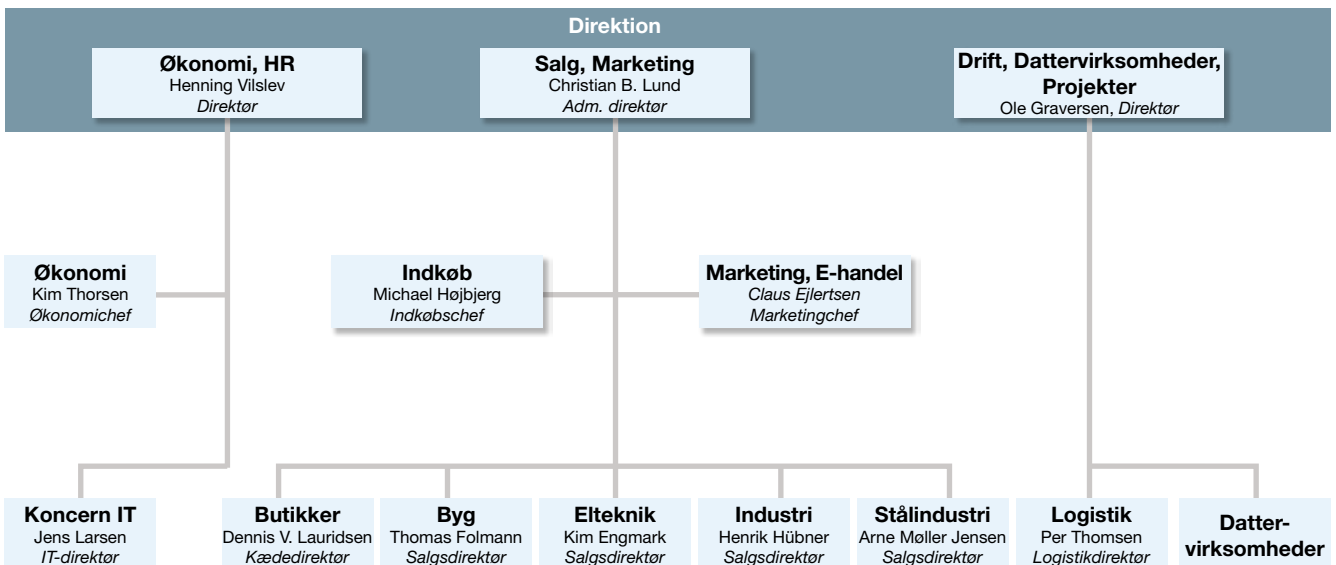 Direktion
Økonomi, HR
Henning Vilslev
Direktør
Salg, Marketing
Christian B. Lund
Adm. direktør
Drift, Dattervirksomheder,
Projekter
Ole Graversen, Direktør
Økonomi
Kim Thorsen
Økonomichef
Indkøb
Michael Højbjerg
Indkøbschef
Marketing, E-handel
Claus Ejlertsen
Marketingchef
Koncern IT
Jens Larsen
IT-direktør
Butikker
Dennis V. Lauridsen
Kædedirektør
Byg
Thomas Folmann
Salgsdirektør
Elteknik
Kim Engmark
Salgsdirektør
Industri
Henrik Hübner
Salgsdirektør
Stålindustri
Arne Møller Jensen
Salgsdirektør
Logistik
Per Thomsen
Logistikdirektør
Datter-
virksomheder